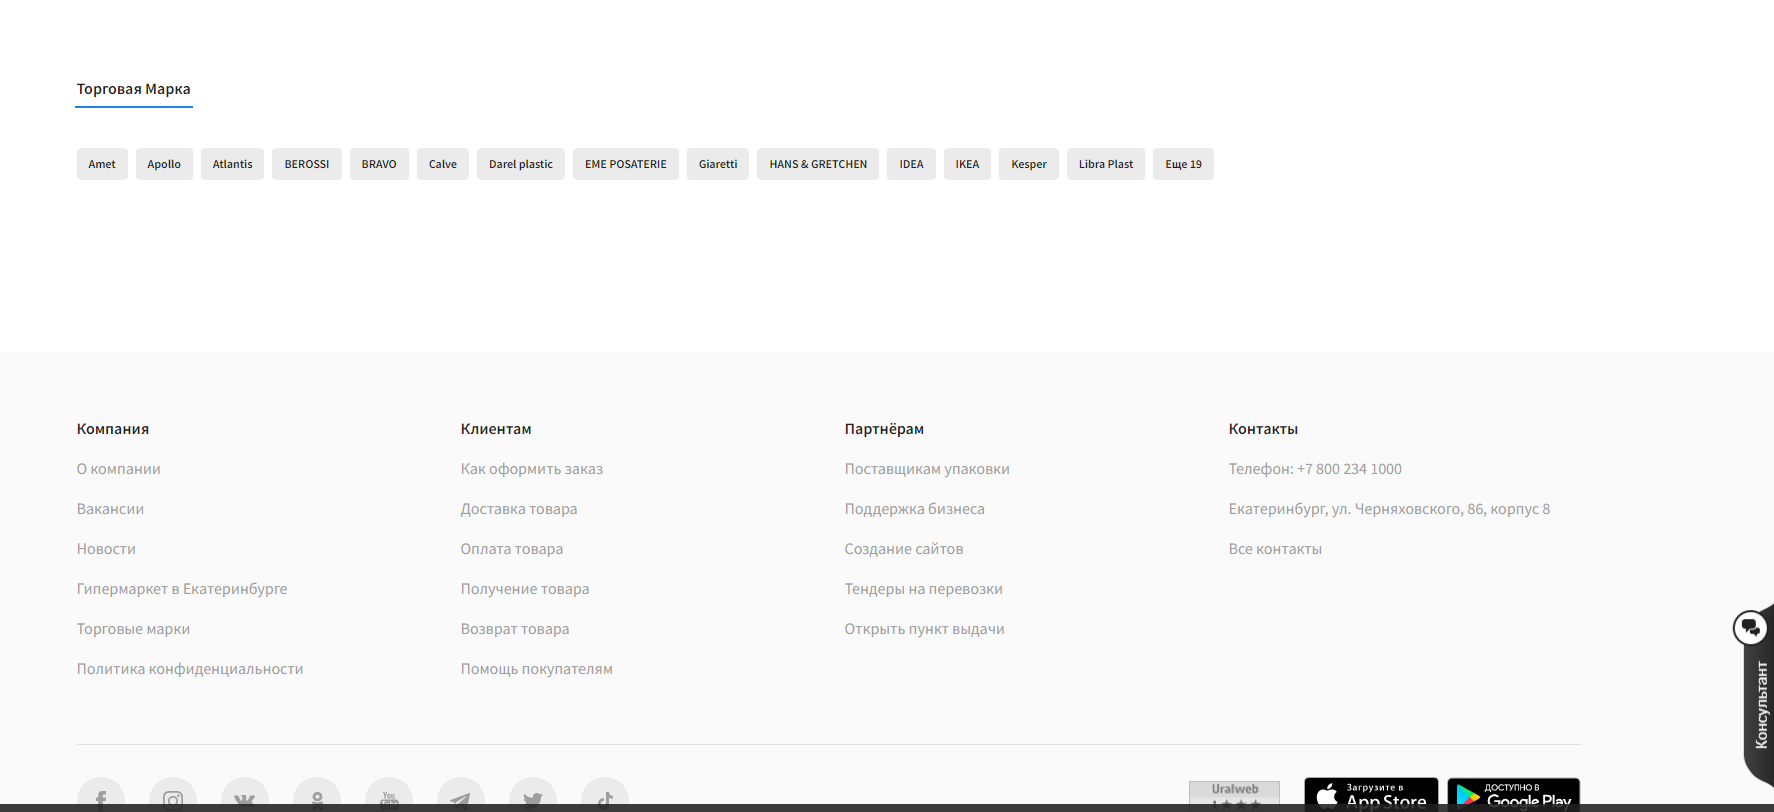 Торговая Марка
Amet Apollo Atlantis BEROSSI BRAVO Calve Darel plastic EME POSATERIE Giaretti HANS & GRETCHEN IDEA IKEA Kesper Libra Plast Еще 19
Компания
О компании
Вакансии
Новости
Гипермаркет в Екатеринбурге
Торговые марки
Политика конфиденциальности
Клиентам
Как оформить заказ
Доставка товара
Оплата товара
Получение товара
Возврат товара
Помощь покупателям
Партнёрам
Поставщикам упаковки
Поддержка бизнеса
Создание сайтов
Тендеры на перевозки
Открыть пункт выдачи
Контакты
Телефон: +7 800 234 1000
Екатеринбург, ул. Черняховского, 86, корпус 8
Все контакты
Консультант
You
Uralweb
1
Загрузите в
App Store
ДОСТУПНО В
Google Play